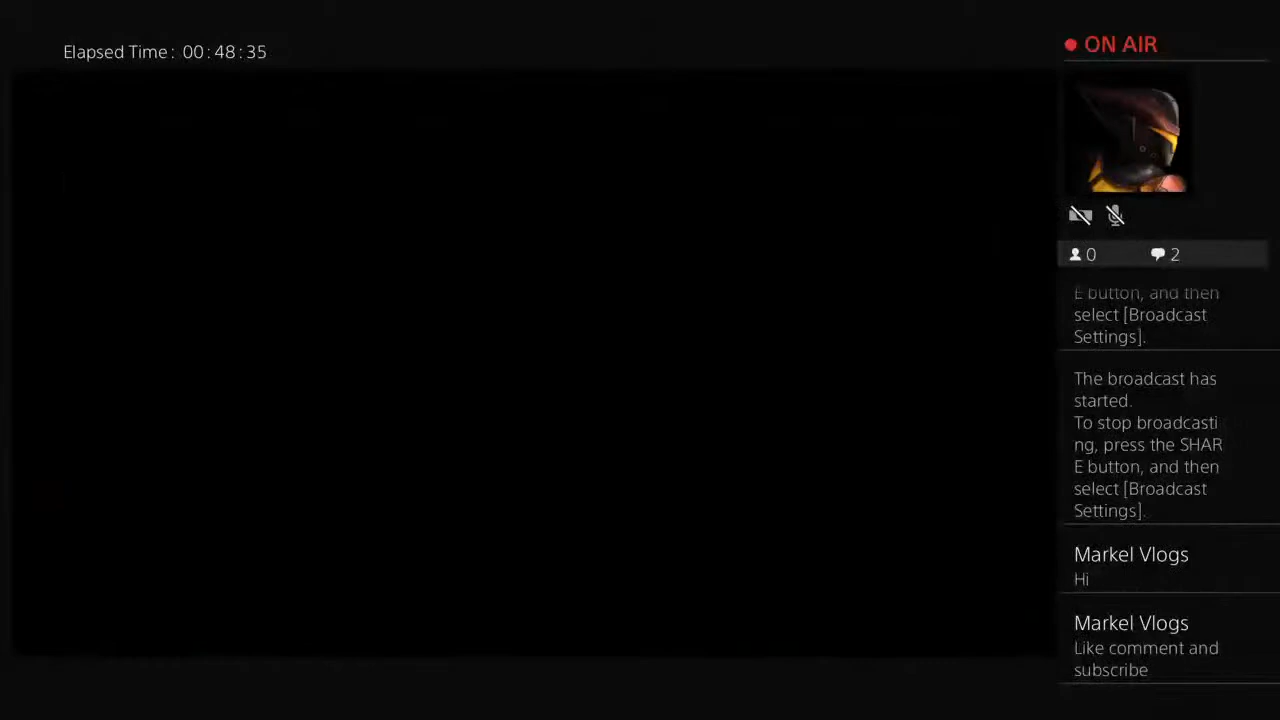 Elapsed Time: 00:48:35
ON AIR
0 2
E button, and then
select [Broadcast
Settings].
The broadcast has
started.
To stop broadcasti
ng, press the SHAR
E button, and then
select [Broadcast
Settings].
Markel Vlogs
Hi
Markel Vlogs
Like comment and
subscribe